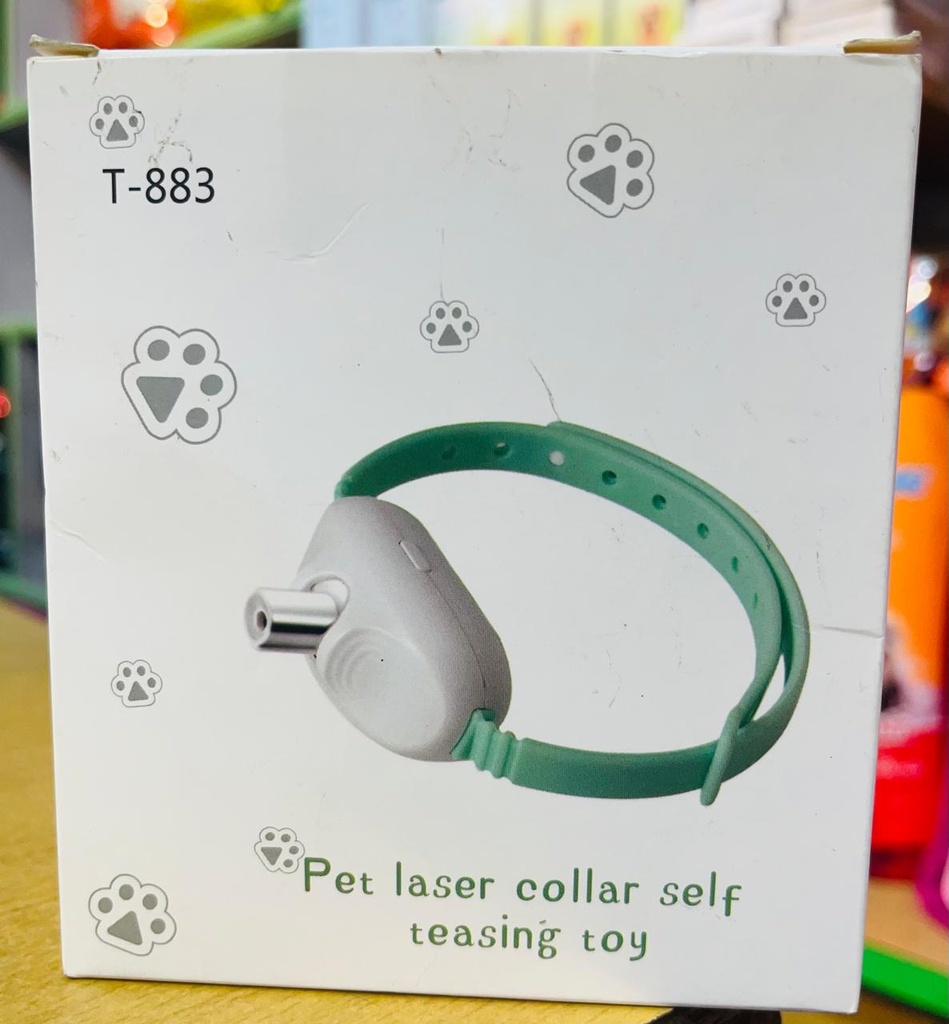 T-883
Pet laser collar self
teasing toy